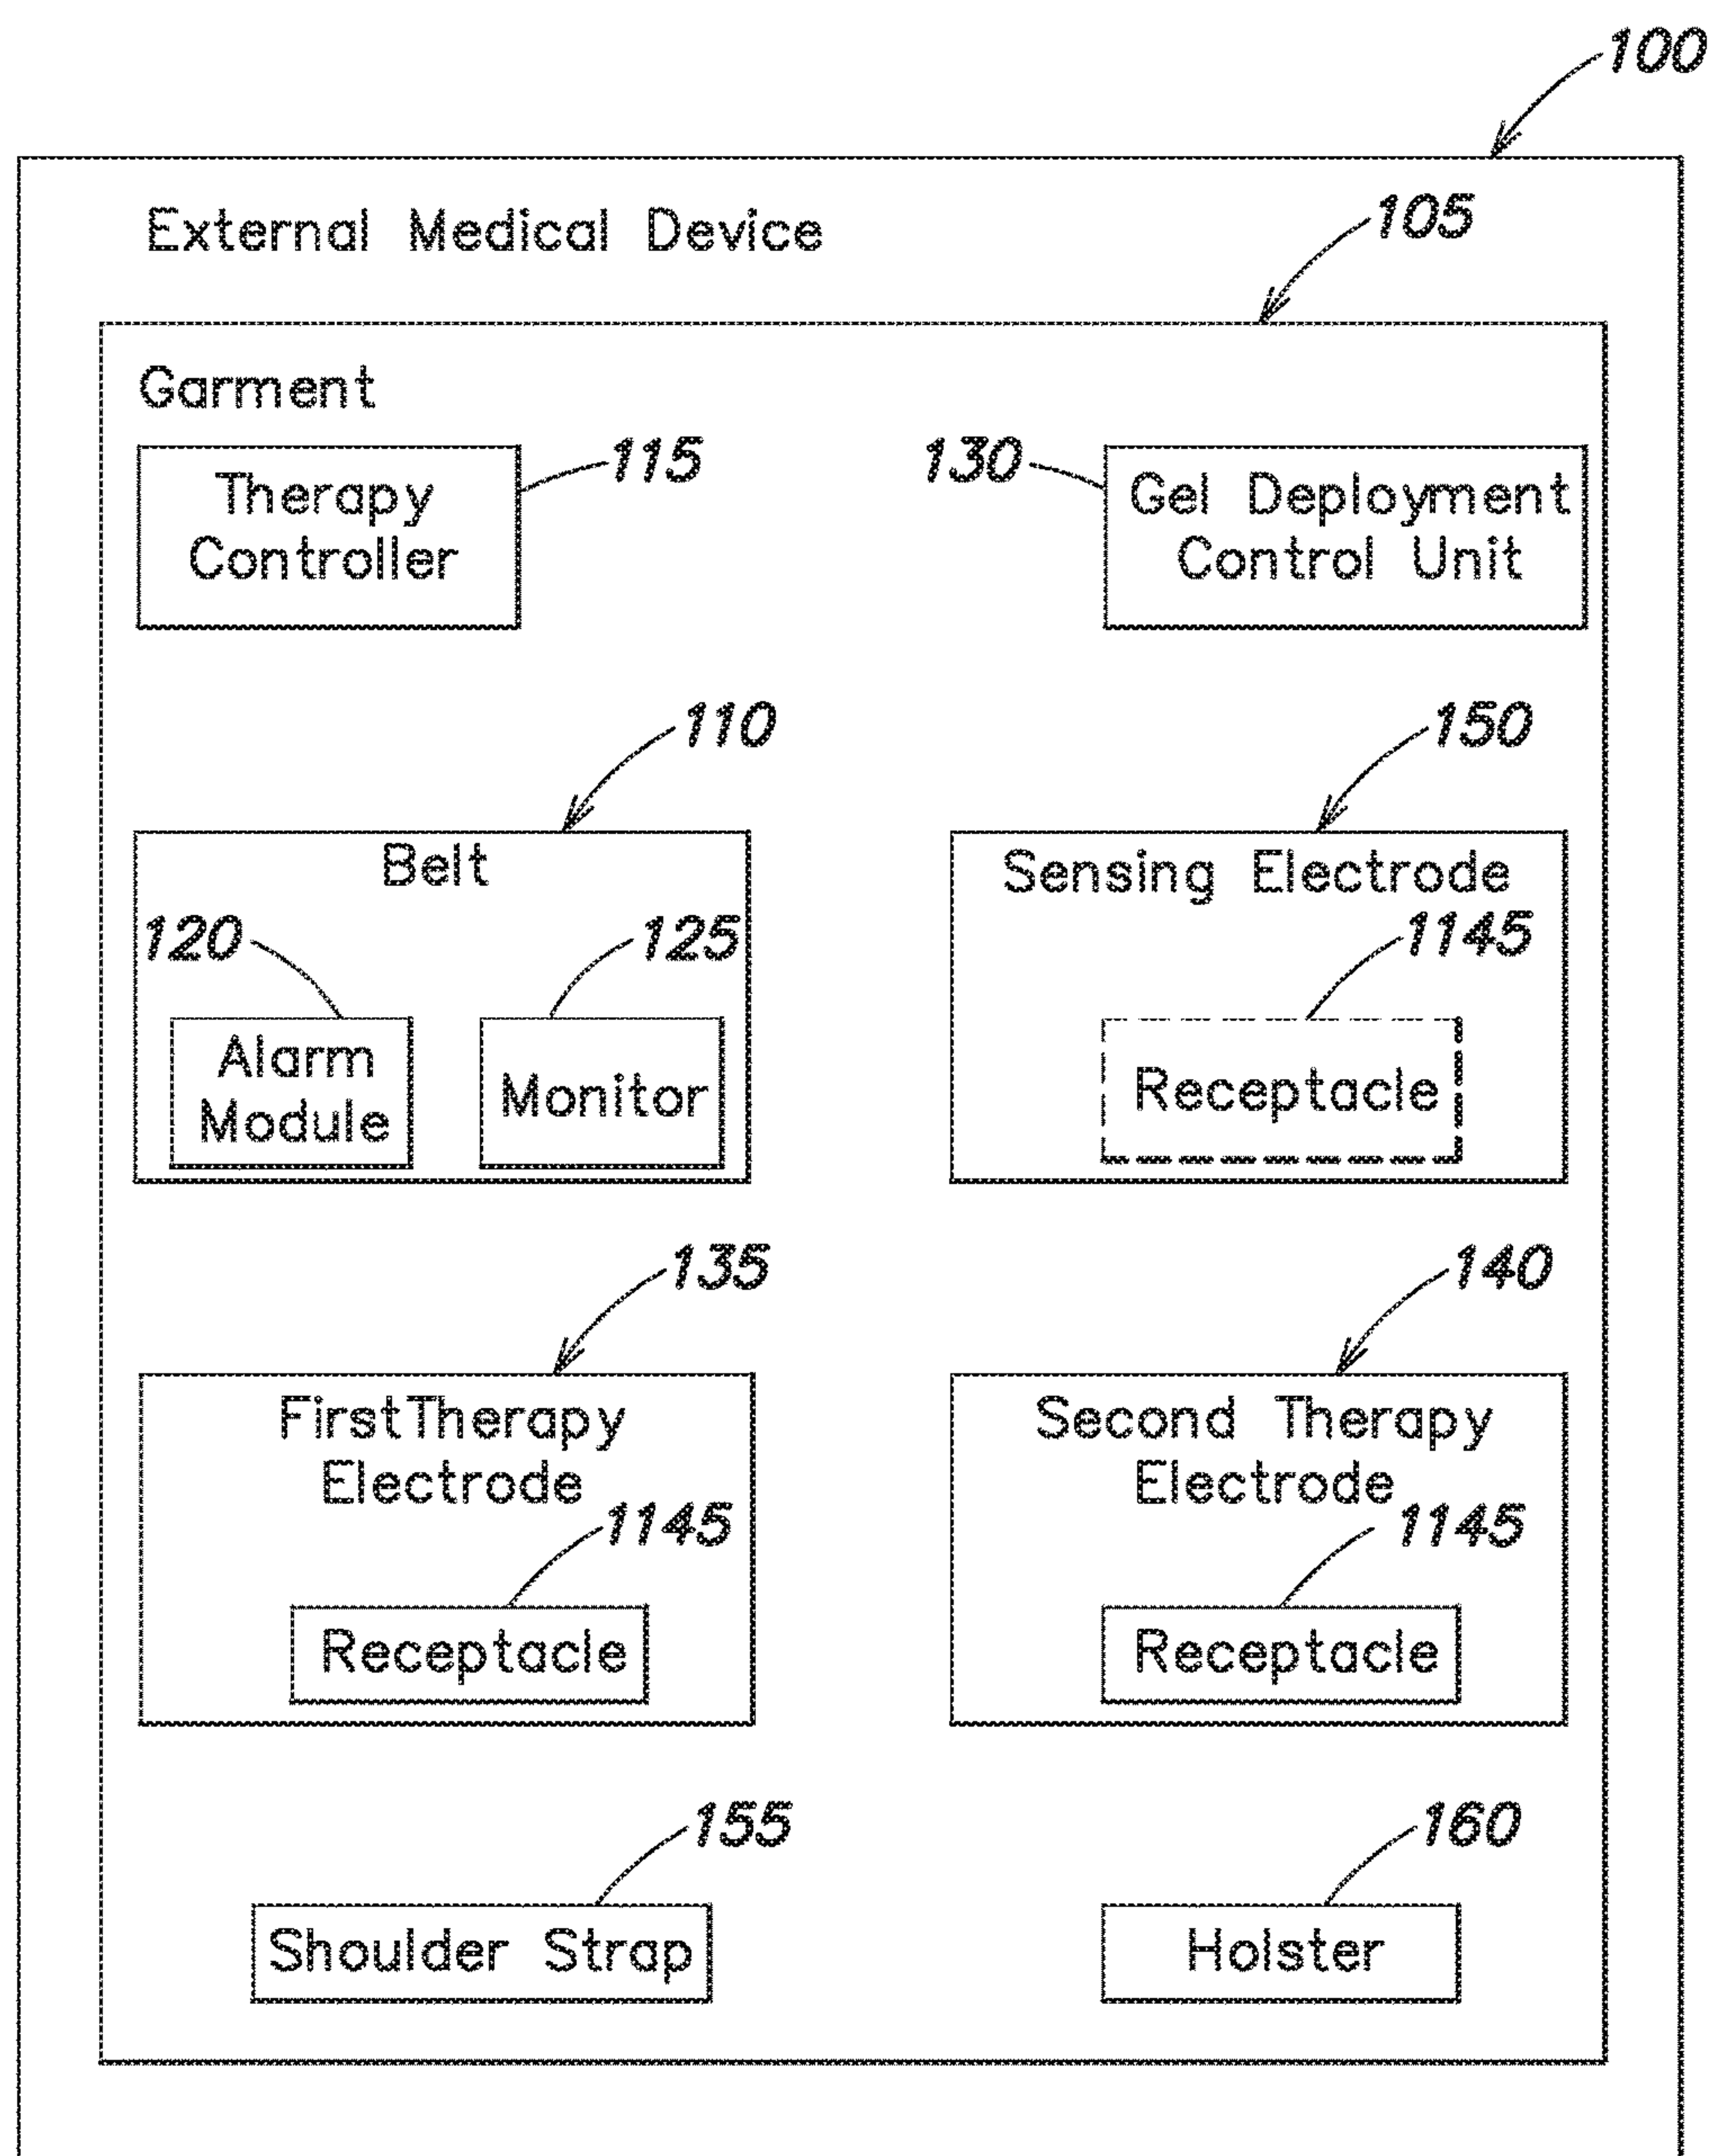 100
External Medical Device
105
Garment
Therapy
Controller
115
130
Gel Deployment
Control Unit
110
150
Belt
120
125
Alarm
Module
Monitor
Sensing Electrode
1145
Receptacle
135
140
FirstTherapy
Electrode
1145
Receptacle
Second Therapy
Electrode
1145
Receptacle
155
160
Shoulder Strap
Holster